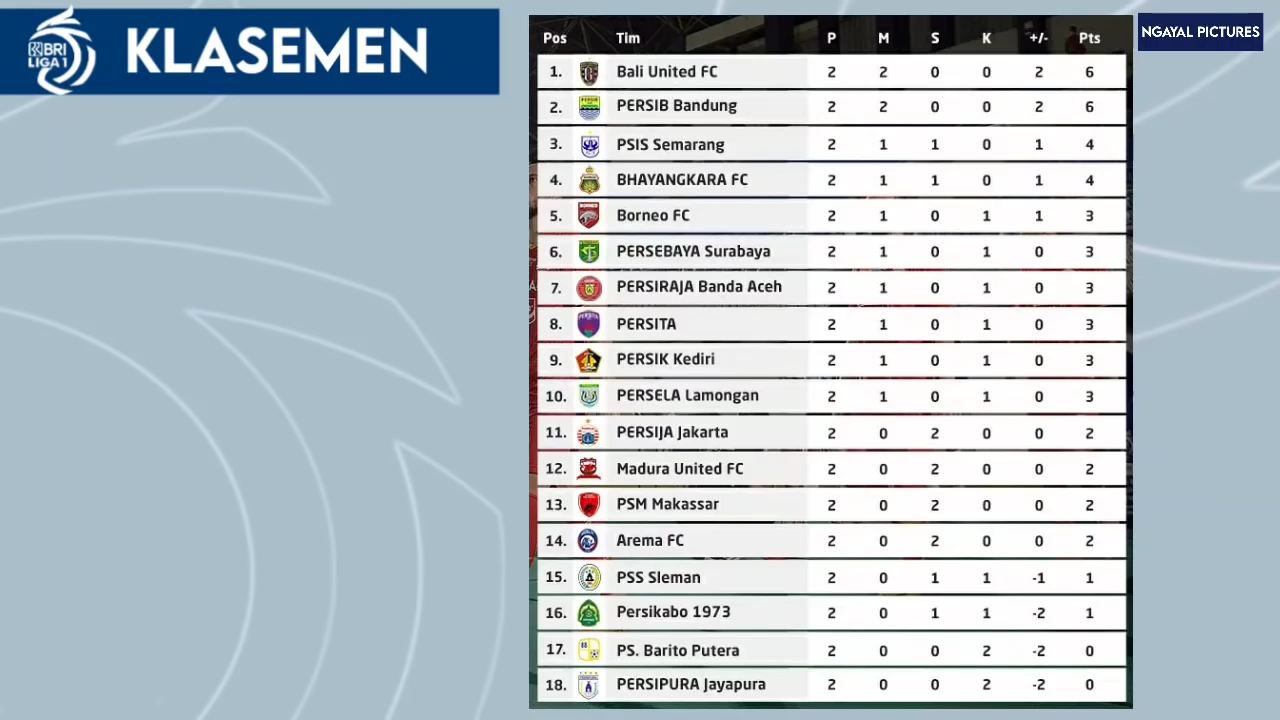 BRI
LIGA 1
KLASEMEN
NGAYAL PICTURES
Pos Tim P M S K +/- Pts
1. Bali United FC 2 2 0 0 2 6
2. PERSIB Bandung 2 2 0 0 2 6
3. PSIS Semarang 2 1 1 0 1 4
4. BHAYANGKARA FC 2 1 1 0 1 4
5. Borneo FC 2 1 0 1 1 3
6. PERSEBAYA Surabaya 2 1 0 1 0 3
7. PERSIRAJA Banda Aceh 2 1 0 1 0 3
8. PERSITA 2 1 0 1 0 3
9. PERSIK Kediri 2 1 0 1 0 3
10. PERSELA Lamongan 2 1 0 1 0 3
11. PERSIJA Jakarta 2 0 2 0 0 2
12. Madura United FC 2 0 2 0 0 2
13. PSM Makassar 2 0 2 0 0 2
14. Arema FC 2 0 2 0 0 2
15. PSS Sleman 2 0 1 1 -1 1
16. Persikabo 1973 2 0 1 1 -2 1
17. PS. Barito Putera 2 0 0 2 -2 0
18. PERSIPURA Jayapura 2 0 0 2 -2 0